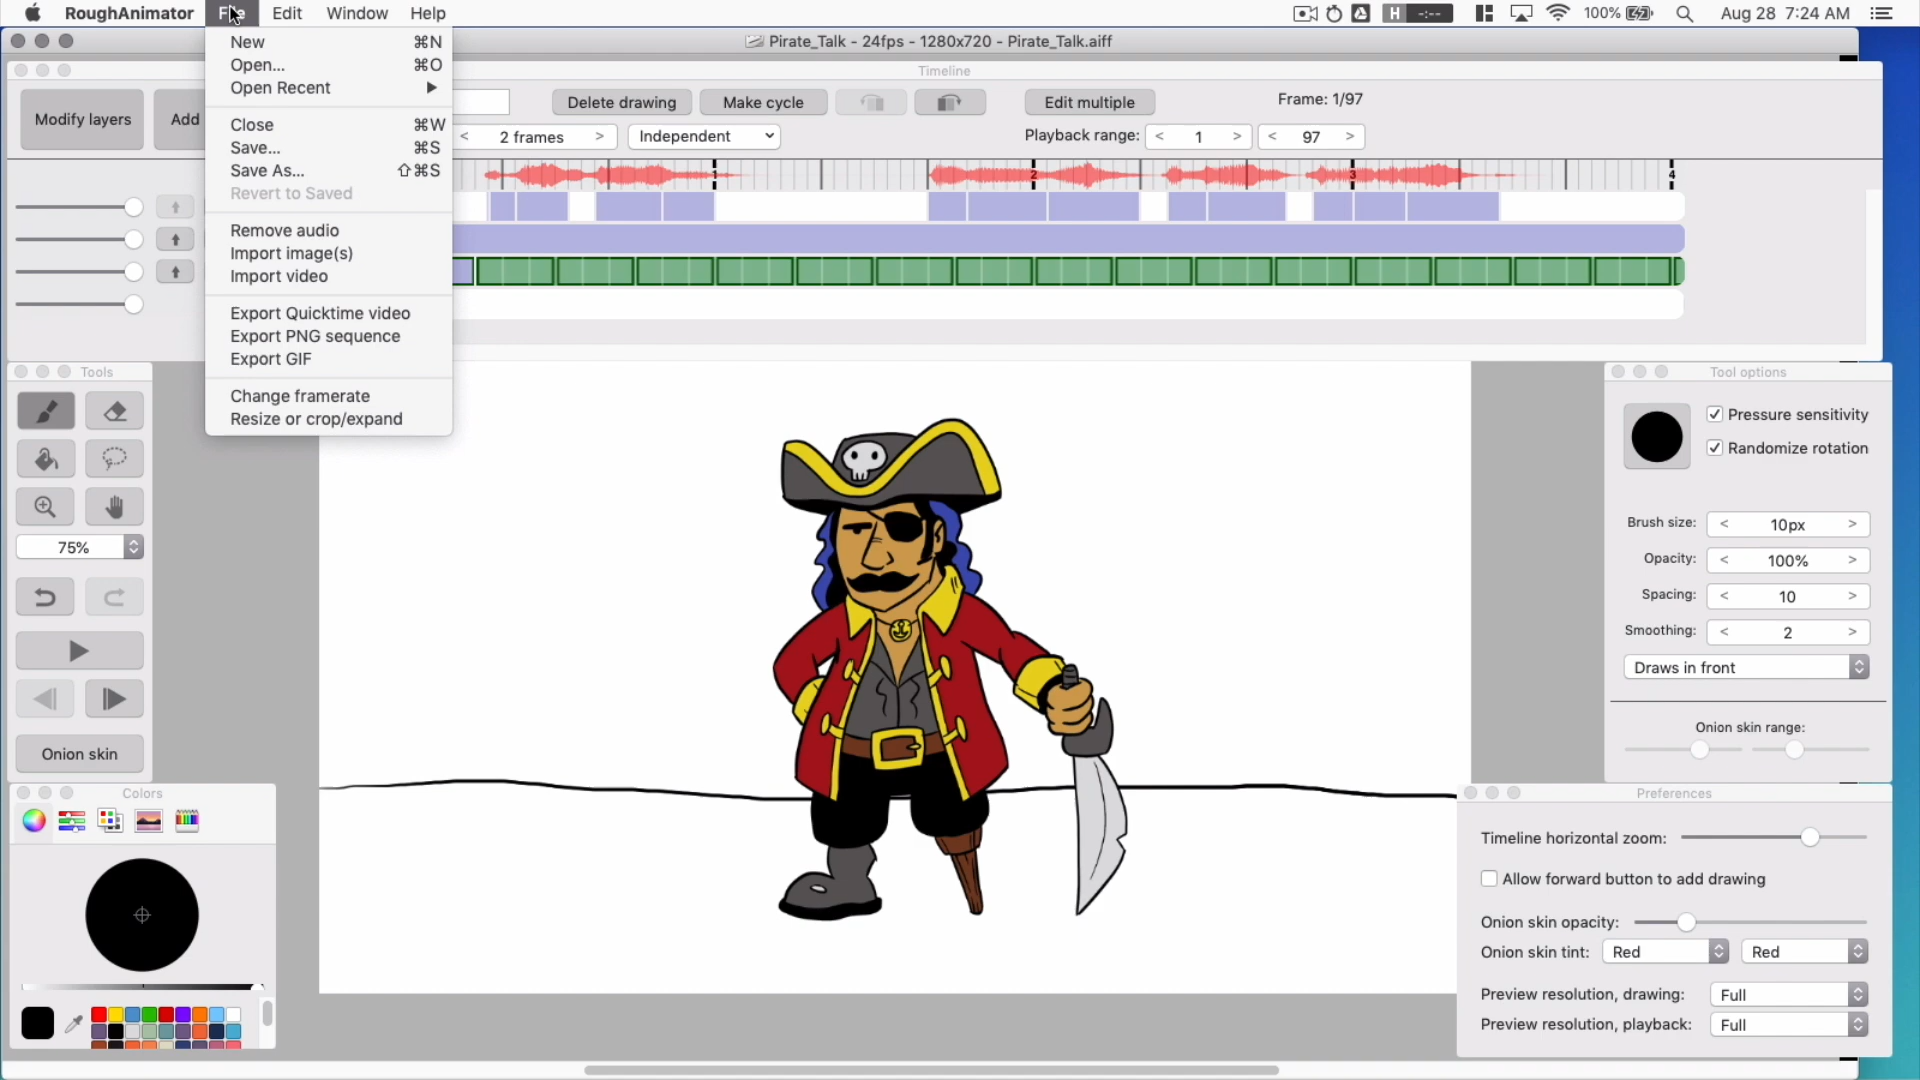 RoughAnimator File Edit Window Help
H -:-- 100% Aug 28 7:24 AM
Pirate_Talk - 24fps - 1280x720 - Pirate_Talk.aiff
New ⌘N
Open... ⌘O
Open Recent ▶
Close ⌘W
Save... ⌘S
Save As... ⇧⌘S
Revert to Saved
Remove audio
Import image(s)
Import video
Export Quicktime video
Export PNG sequence
Export GIF
Change framerate
Resize or crop/expand
Timeline
Modify layers Add
Delete drawing Make cycle Edit multiple Frame: 1/97
< 2 frames > Independent Playback range: < 1 > < 97 >
1 2 3 4
Tools
75%
Onion skin
Colors
Tool options
Pressure sensitivity
Randomize rotation
Brush size: < 10px >
Opacity: < 100% >
Spacing: < 10 >
Smoothing: < 2 >
Draws in front
Onion skin range:
Preferences
Timeline horizontal zoom:
Allow forward button to add drawing
Onion skin opacity:
Onion skin tint: Red Red
Preview resolution, drawing: Full
Preview resolution, playback: Full